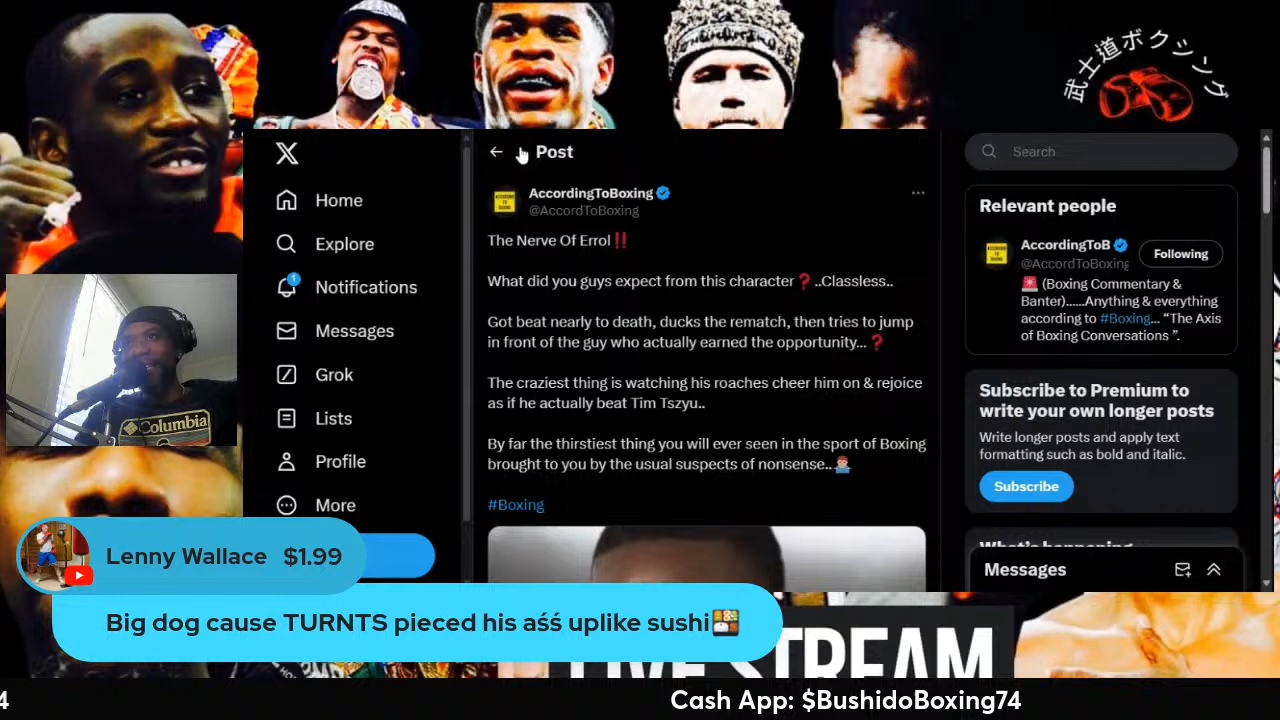 武士道ボクシング
Post
Search
AccordingToBoxing
@AccordToBoxing
Home
Explore
1
Notifications
Messages
Grok
Lists
Profile
More
The Nerve Of Errol‼️
What did you guys expect from this character❓..Classless..
Got beat nearly to death, ducks the rematch, then tries to jump
in front of the guy who actually earned the opportunity...❓
The craziest thing is watching his roaches cheer him on & rejoice
as if he actually beat Tim Tszyu..
By far the thirstiest thing you will ever seen in the sport of Boxing
brought to you by the usual suspects of nonsense..
#Boxing
Relevant people
AccordingToB
@AccordToBoxing
Following
🚨 (Boxing Commentary &
Banter)......Anything & everything
according to #Boxing... “The Axis
of Boxing Conversations ”.
Subscribe to Premium to
write your own longer posts
Write longer posts and apply text
formatting such as bold and italic.
Subscribe
What's happening
Messages
Columbia
Lenny Wallace $1.99
Big dog cause TURNTS pieced his aśś uplike sushi🍱
LIVE STREAM
4
Cash App: $BushidoBoxing74